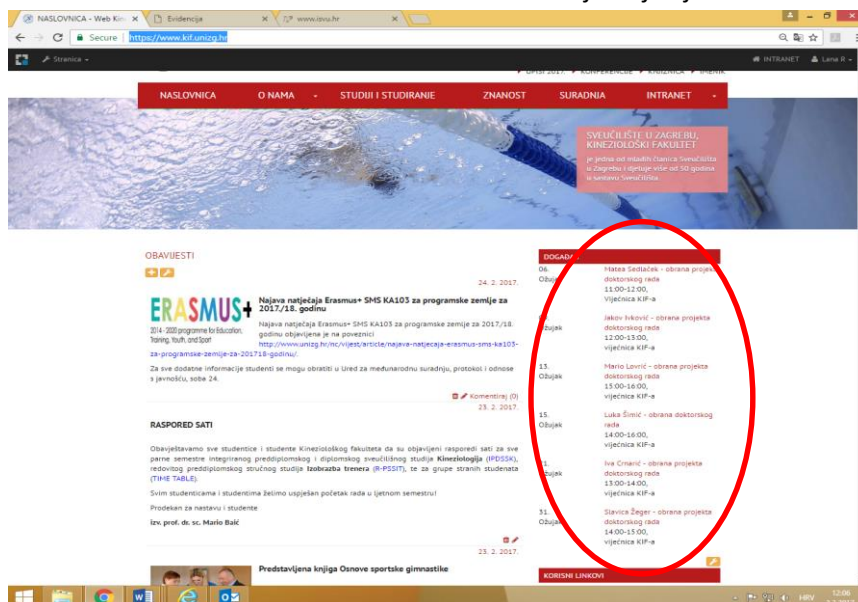 NASLOVNICA - Web Kin
Evidencija
www.isvu.hr
Secure
https://www.kif.unizg.hr
Stranica
INTRANET
Lana R
OPISI 2017.
KONFERENCIJE
KNJIŽNICA
IMENIK
NASLOVNICA
O NAMA
STUDIJI I STUDIRANJE
ZNANOST
SURADNJA
INTRANET
SVEUČILIŠTE U ZAGREBU,
KINEZIOLOŠKI FAKULTET
je jedna od mlađih članica Sveučilišta
u Zagrebu i djeluje više od 50 godina
u sastavu Sveučilišta.
OBAVIJESTI
24. 2. 2017.
ERASMUS+
2014 - 2020 programme for Education,
Training, Youth, and Sport
Najava natječaja Erasmus+ SMS KA103 za programske zemlje za
2017./18. godinu
Najava natječaja Erasmus+ SMS KA103 za programske zemlje za 2017/18.
godinu objavljena je na poveznici
http://www.unizg.hr/nc/vijest/article/najava-natjecaja-erasmus-sms-ka103-
za-programske-zemlje-za-201718-godinu/.
Za sve dodatne informacije studenti se mogu obratiti u Ured za međunarodnu suradnju, protokol i odnose
s javnošću, soba 24.
Komentiraj (0)
23. 2. 2017.
RASPORED SATI
Obavještavamo sve studentice i studente Kineziološkog fakulteta da su objavljeni rasporedi sati za sve
parne semestre integriranog preddiplomskog i diplomskog sveučilišnog studija Kineziologija (IPDSSK),
redovitog preddiplomskog stručnog studija Izobrazba trenera (R-PSSIT), te za grupe stranih studenata
(TIME TABLE).
Svim studenticama i studentima želimo uspješan početak rada u ljetnom semestru!
Prodekan za nastavu i studente
izv. prof. dr. sc. Mario Baić
23. 2. 2017.
Predstavljena knjiga Osnove sportske gimnastike
06.
Ožujak
Matea Sedlaček - obrana projekta
doktorskog rada
11:00-12:00,
Vijećnica KIF-a
Ožujak
Jakov Ivković - obrana projekta
doktorskog rada
12:00-13:00,
vijećnica KIF-a
13.
Ožujak
Mario Lovrić - obrana projekta
doktorskog rada
15:00-16:00,
vijećnica KIF-a
15.
Ožujak
Luka Šimić - obrana doktorskog
rada
14:00-16:00,
vijećnica KIF-a
Ožujak
Iva Crnarić - obrana projekta
doktorskog rada
13:00-14:00,
vijećnica KIF-a
31.
Ožujak
Slavica Žeger - obrana projekta
doktorskog rada
14:00-15:00,
vijećnica KIF-a
KORISNI LINKOVI
HRV
12:06